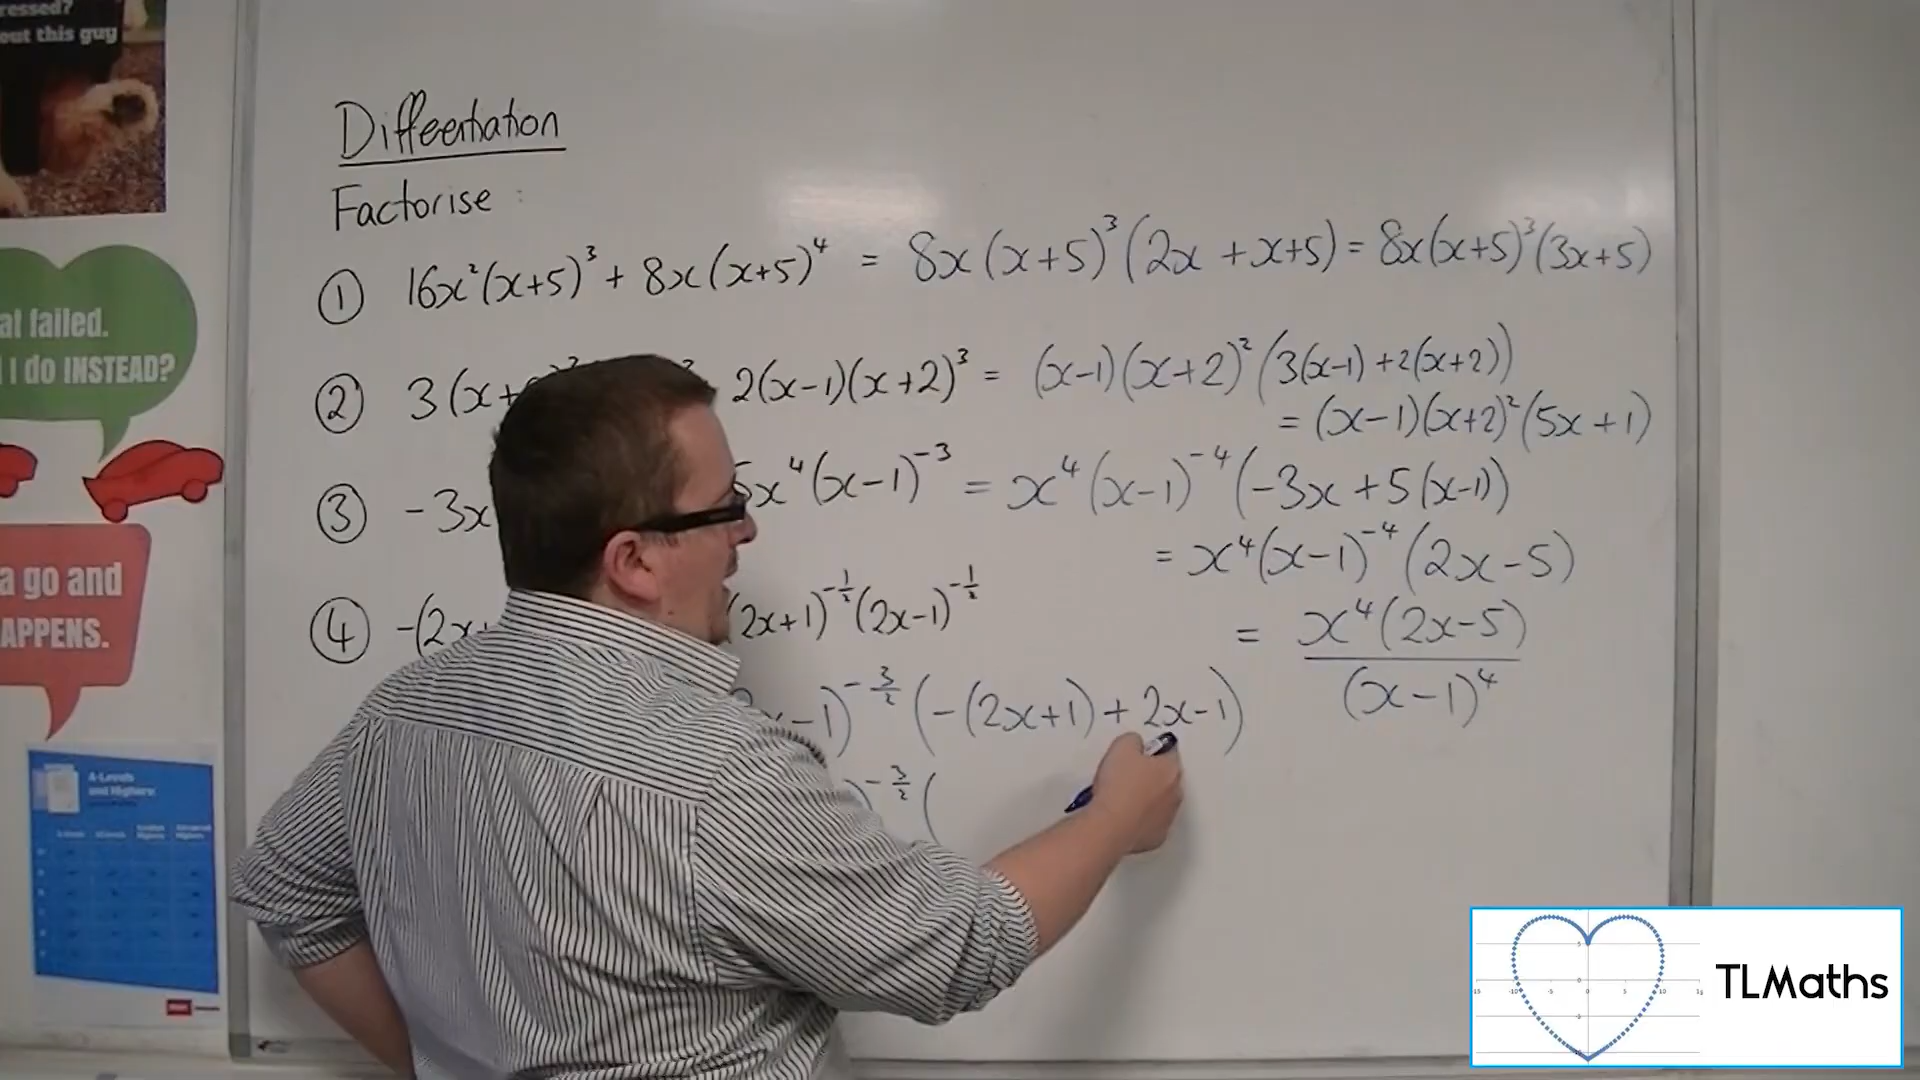 ressed?
out this guy
Differentiation
Factorise :
① 16x²(x+5)³ + 8x(x+5)⁴ = 8x(x+5)³(2x + x+5) = 8x(x+5)³(3x+5)
at failed.
I do INSTEAD?
② 3(x+ 2(x-1)(x+2)³ = (x-1)(x+2)²(3(x-1) + 2(x+2))
= (x-1)(x+2)²(5x+1)
③ -3x 5x⁴(x-1)⁻³ = x⁴(x-1)⁻⁴(-3x + 5(x-1))
= x⁴(x-1)⁻⁴(2x-5)
a go and
APPENS.
④ -(2x+ (2x+1)^-1/2 (2x-1)^-1/2
= x⁴(2x-5)
(x-1)⁴
x-1)^-3/2 (-(2x+1) + 2x-1)
)^-3/2 (
A-Levels
and Highers
TLMaths